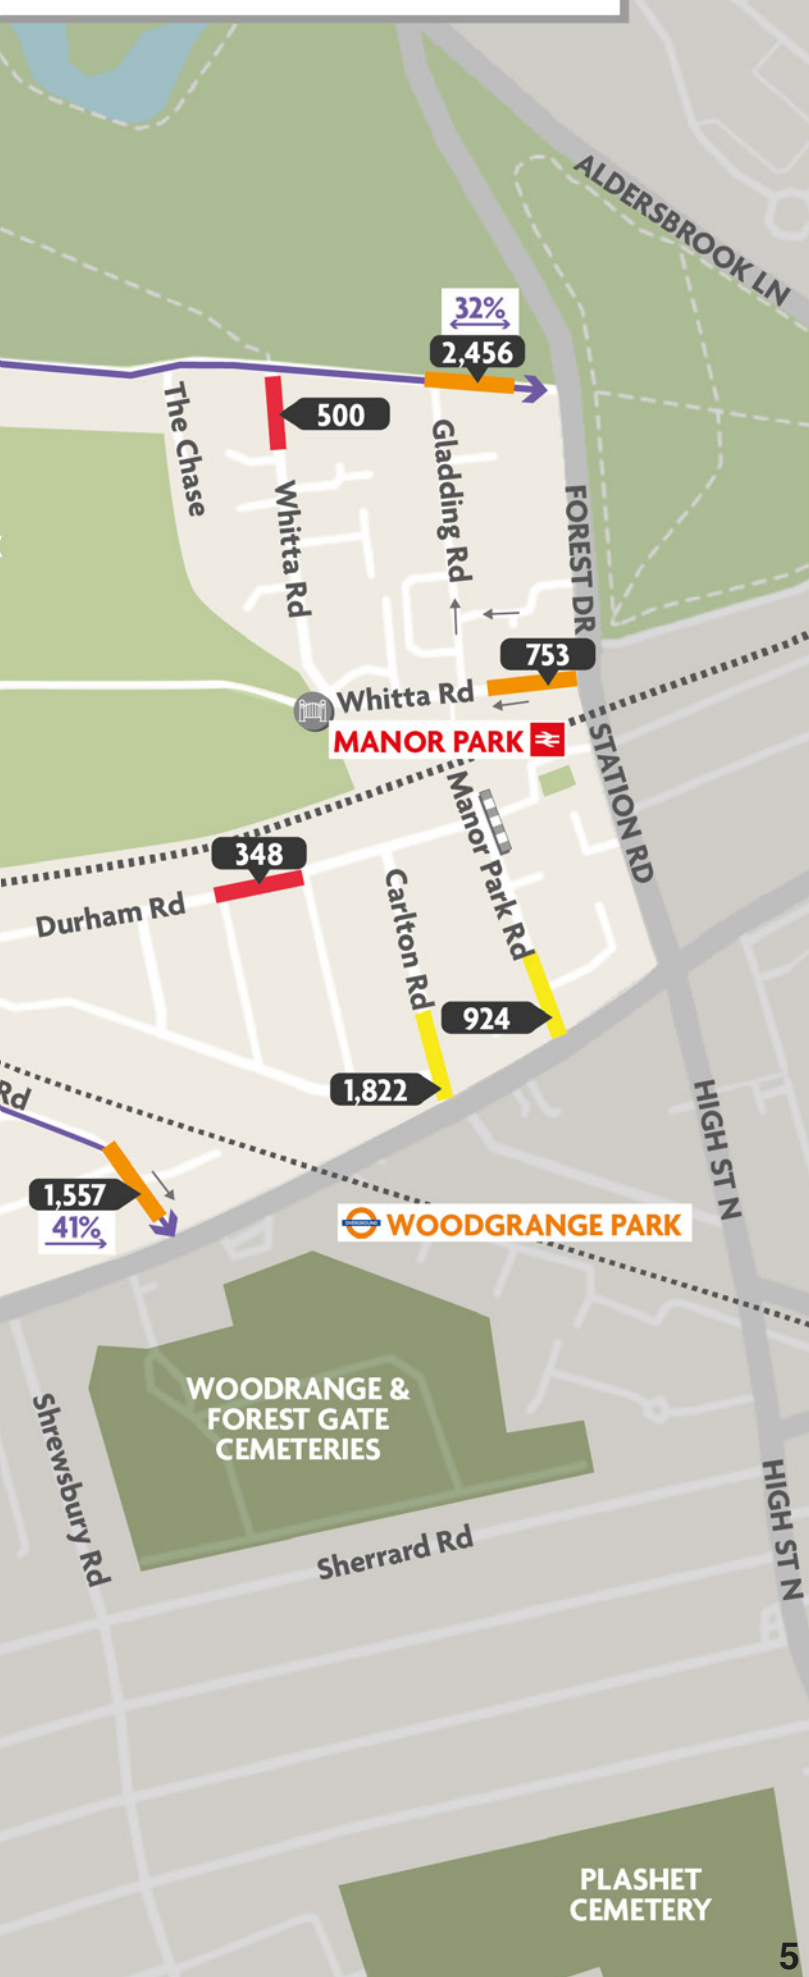 ALDERSBROOK LN
32%
2,456
500
The Chase
Gladding Rd
Whitta Rd
FOREST DR
753
Whitta Rd
MANOR PARK
STATION RD
Manor Park Rd
348
Durham Rd
Carlton Rd
924
1,822
Rd
HIGH ST N
1,557
41%
OVERGROUND
WOODGRANGE PARK
WOODRANGE &
FOREST GATE
CEMETERIES
Shrewsbury Rd
Sherrard Rd
HIGH ST N
PLASHET
CEMETERY
5